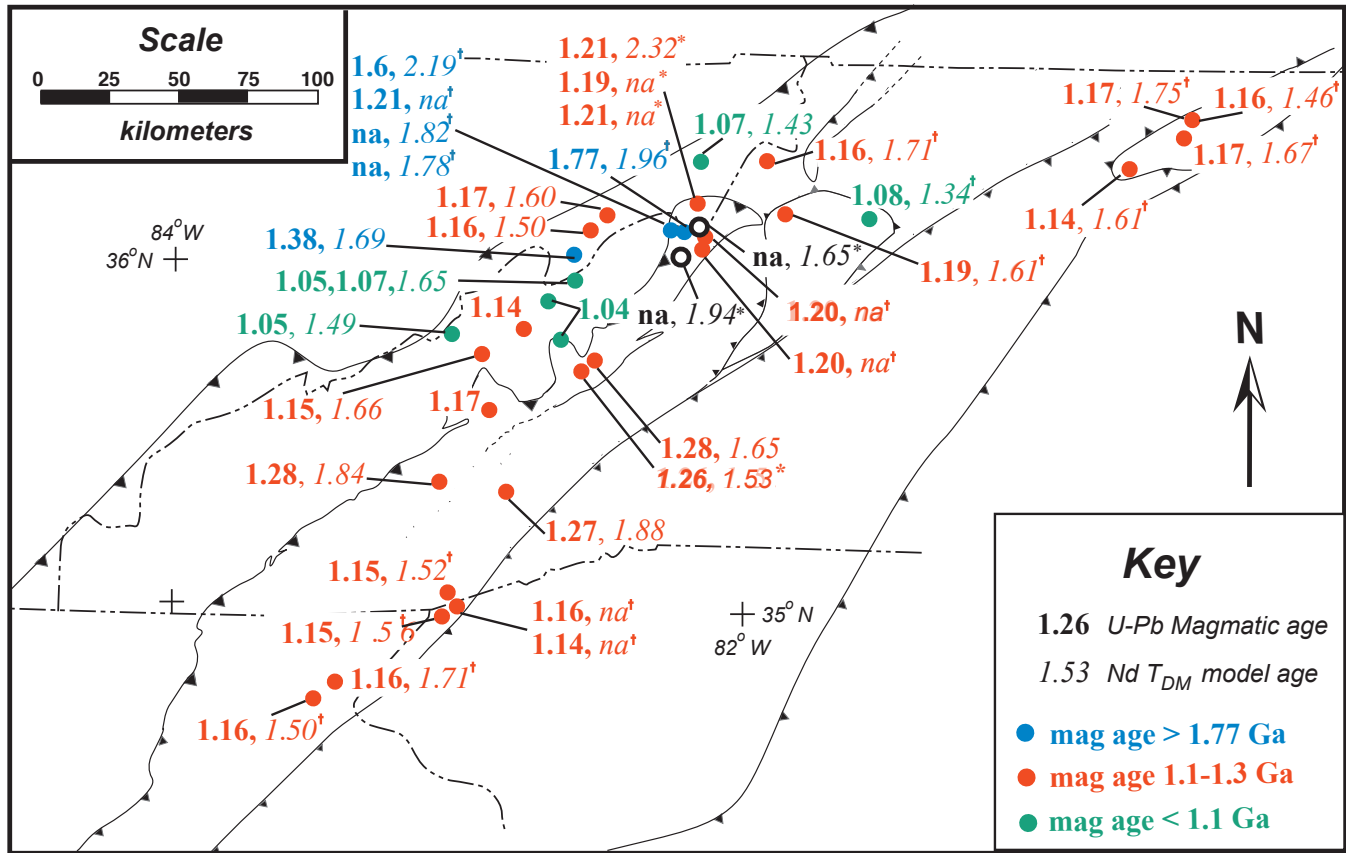 Scale
0 25 50 75 100
kilometers
1.6, 2.19†
1.21, na†
na, 1.82†
na, 1.78†
1.21, 2.32*
1.19, na*
1.21, na*
1.77, 1.96†
1.07, 1.43
1.16, 1.71†
1.17, 1.75†
1.16, 1.46†
1.17, 1.67†
1.14, 1.61†
1.08, 1.34†
1.19, 1.61†
1.17, 1.60
1.16, 1.50
84°W
36°N
1.38, 1.69
1.05,1.07,1.65
na, 1.65*
na, 1.94*
1.20, na†
1.20, na†
1.05, 1.49
1.14
1.04
1.15, 1.66
1.17
N
1.28, 1.65
1.26, 1.53*
1.28, 1.84
1.27, 1.88
1.15, 1.52†
1.15, 1.56†
1.16, na†
1.14, na†
35° N
82° W
1.16, 1.71†
1.16, 1.50†
Key
1.26 U-Pb Magmatic age
1.53 Nd TDM model age
mag age > 1.77 Ga
mag age 1.1-1.3 Ga
mag age < 1.1 Ga